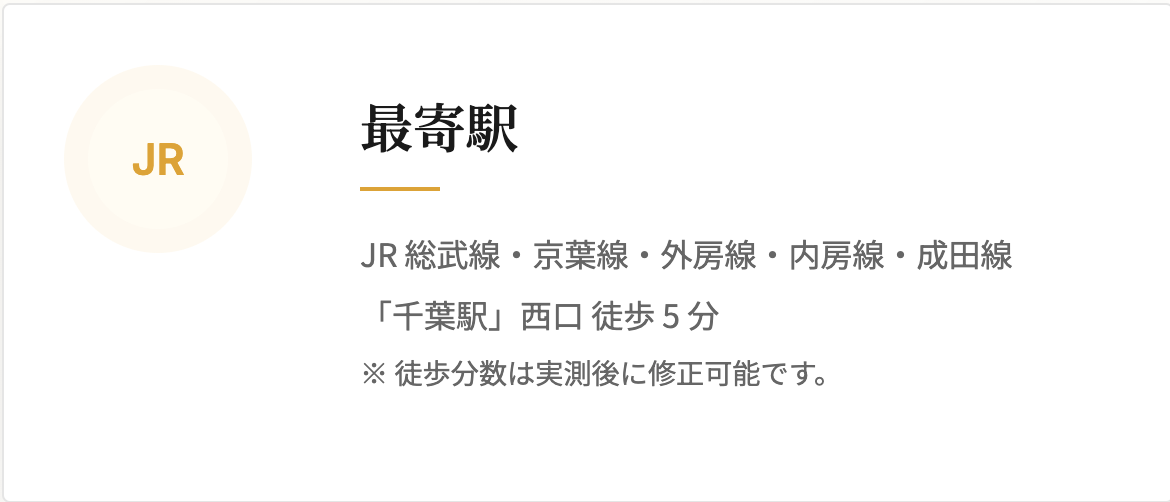 JR
最寄駅
JR 総武線・京葉線・外房線・内房線・成田線
「千葉駅」西口 徒歩 5 分
※ 徒歩分数は実測後に修正可能です。